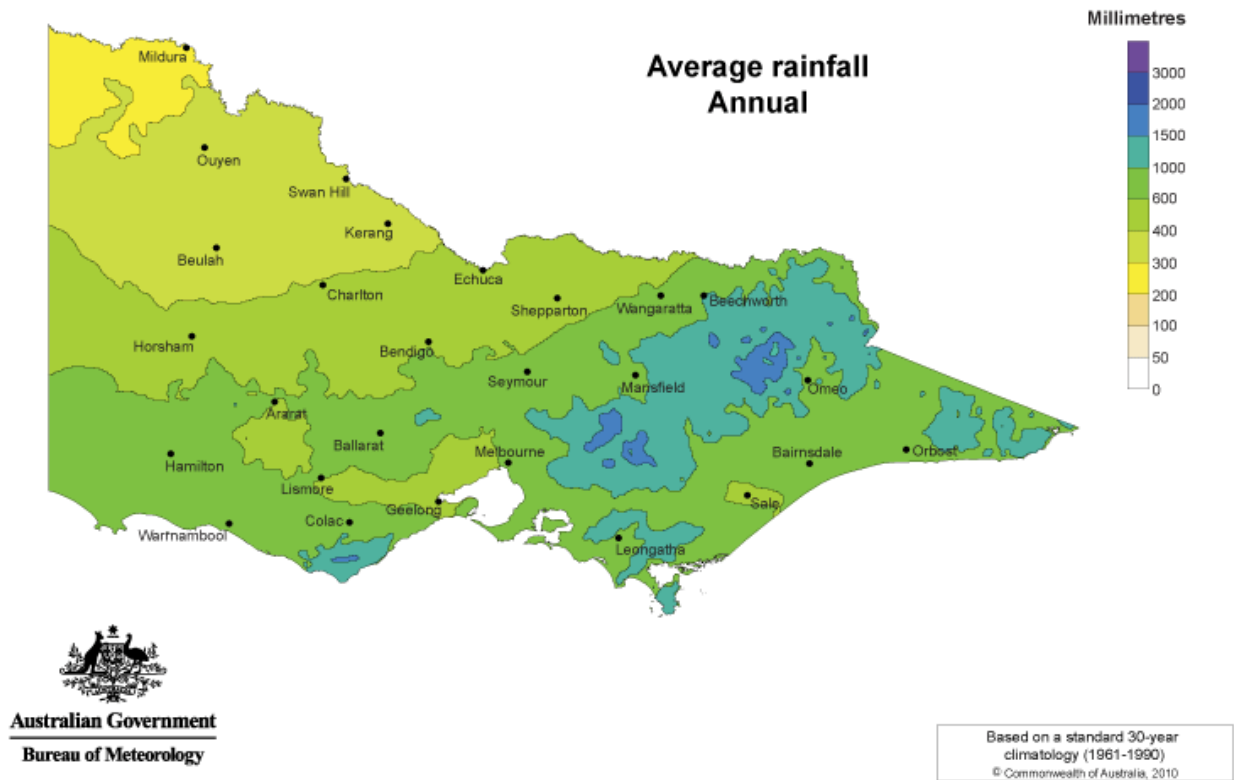 Millimetres
Average rainfall
Annual
3000
2000
1500
1000
600
400
300
200
100
50
0
Mildura
Ouyen
Swan Hill
Kerang
Beulah
Echuca
Charlton
Shepparton
Wangaratta
Beechworth
Horsham
Bendigo
Seymour
Mansfield
Omeo
Ararat
Ballarat
Hamilton
Melbourne
Bairnsdale
Orbost
Lismore
Geelong
Sale
Warrnambool
Colac
Leongatha
Australian Government
Bureau of Meteorology
Based on a standard 30-year
climatology (1961-1990)
© Commonwealth of Australia, 2010